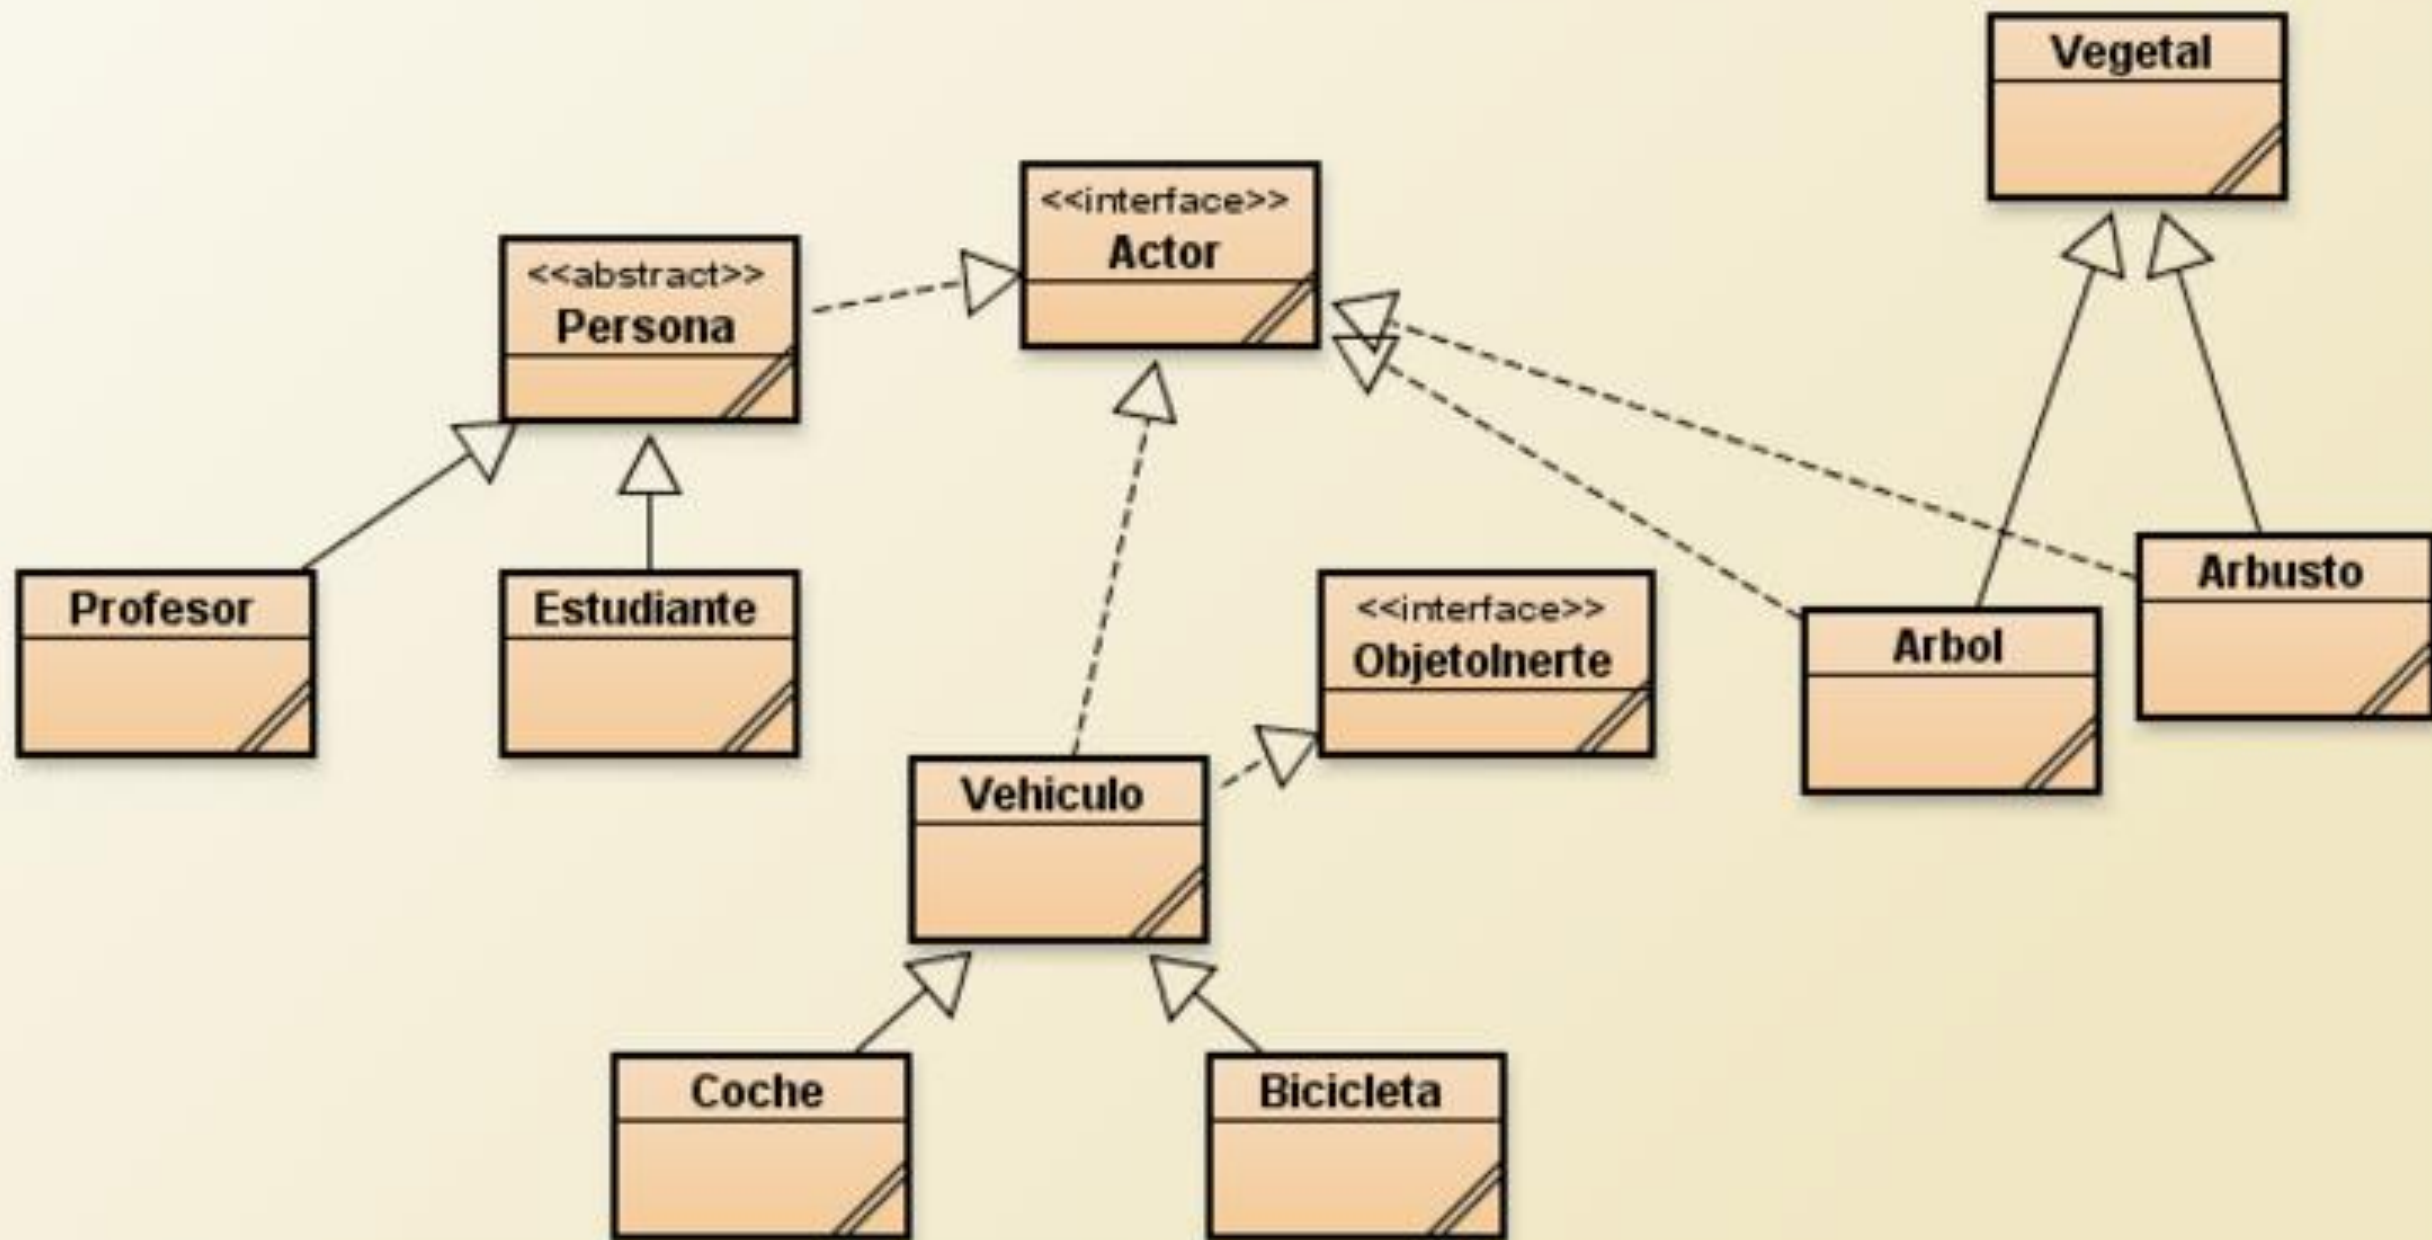 Vegetal
<<interface>>
Actor
<<abstract>>
Persona
Profesor
Estudiante
<<interface>>
ObjetoInerte
Arbol
Arbusto
Vehiculo
Coche
Bicicleta